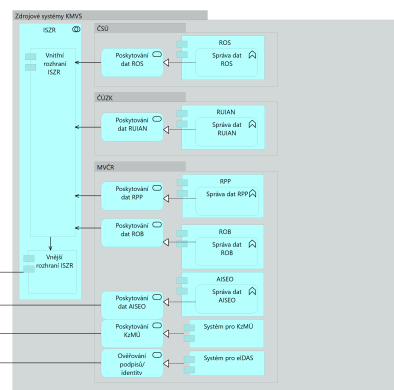 Zdrojové systémy KMVS
ISZR
Vnitřní
rozhraní
ISZR
Vnější
rozhraní ISZR
ČSÚ
Poskytování
dat ROS
ROS
Správa dat
ROS
ČÚZK
Poskytování
dat RUIAN
RUIAN
Správa dat
RUIAN
MVČR
Poskytování
dat RPP
RPP
Správa dat RPP
Poskytování
dat ROB
ROB
Správa dat
ROB
AISEO
Správa dat
AISEO
Poskytování
dat AISEO
Poskytování
KzMÚ
Systém pro KzMÚ
Ověřování
podpisů/
identity
Systém pro eIDAS